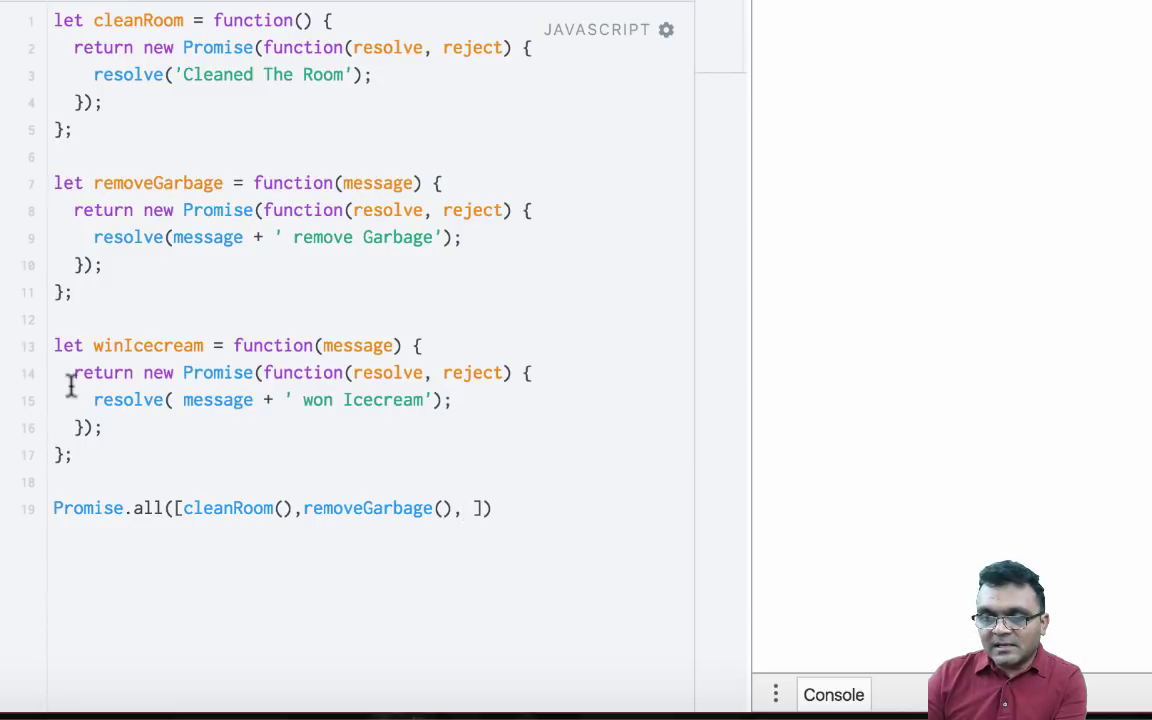 JAVASCRIPT
1 let cleanRoom = function() {
2 return new Promise(function(resolve, reject) {
3 resolve('Cleaned The Room');
4 });
5 };
6
7 let removeGarbage = function(message) {
8 return new Promise(function(resolve, reject) {
9 resolve(message + ' remove Garbage');
10 });
11 };
12
13 let winIcecream = function(message) {
14 return new Promise(function(resolve, reject) {
15 resolve( message + ' won Icecream');
16 });
17 };
18
19 Promise.all([cleanRoom(),removeGarbage(), ])
Console